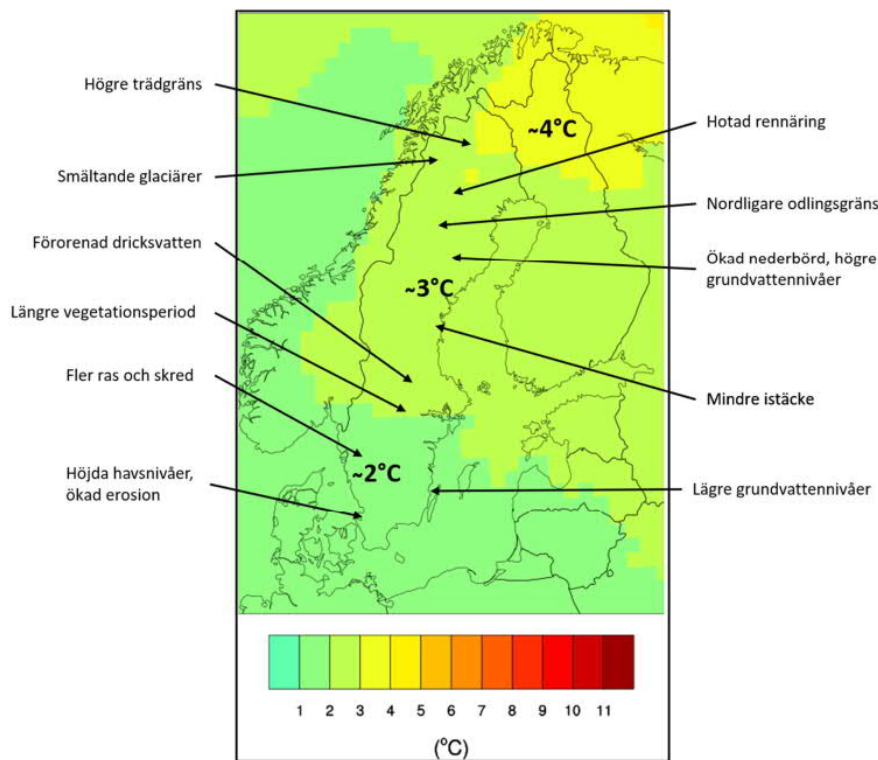 Högre trädgräns
Smältande glaciärer
Förorenad dricksvatten
Längre vegetationsperiod
Fler ras och skred
Höjda havsnivåer,
ökad erosion
~4°C
~3°C
~2°C
Hotad rennäring
Nordligare odlingsgräns
Ökad nederbörd, högre
grundvattennivåer
Mindre istäcke
Lägre grundvattennivåer
1 2 3 4 5 6 7 8 9 10 11
(°C)